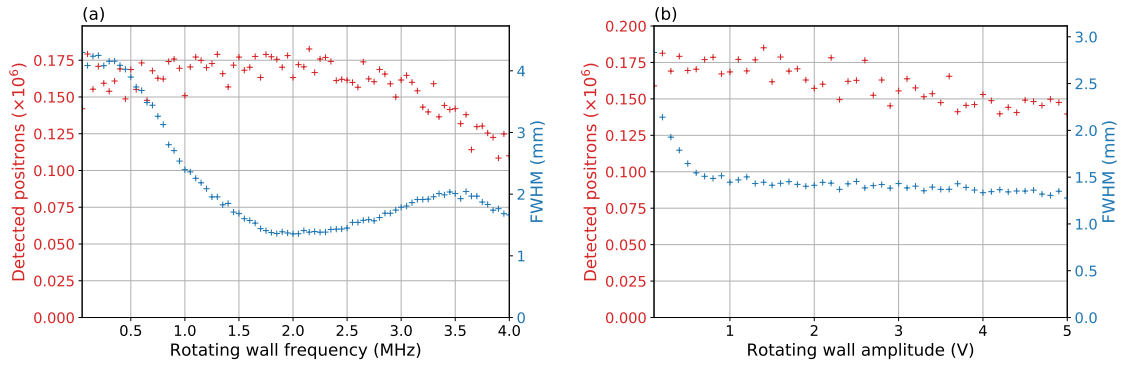 (a)
Detected positrons (×10⁶)
0.175
0.150
0.125
0.100
0.075
0.050
0.025
0.000
0.5 1.0 1.5 2.0 2.5 3.0 3.5 4.0
Rotating wall frequency (MHz)
4
3
2
1
0
FWHM (mm)
(b)
Detected positrons (×10⁶)
0.200
0.175
0.150
0.125
0.100
0.075
0.050
0.025
0.000
1 2 3 4 5
Rotating wall amplitude (V)
3.0
2.5
2.0
1.5
1.0
0.5
0.0
FWHM (mm)